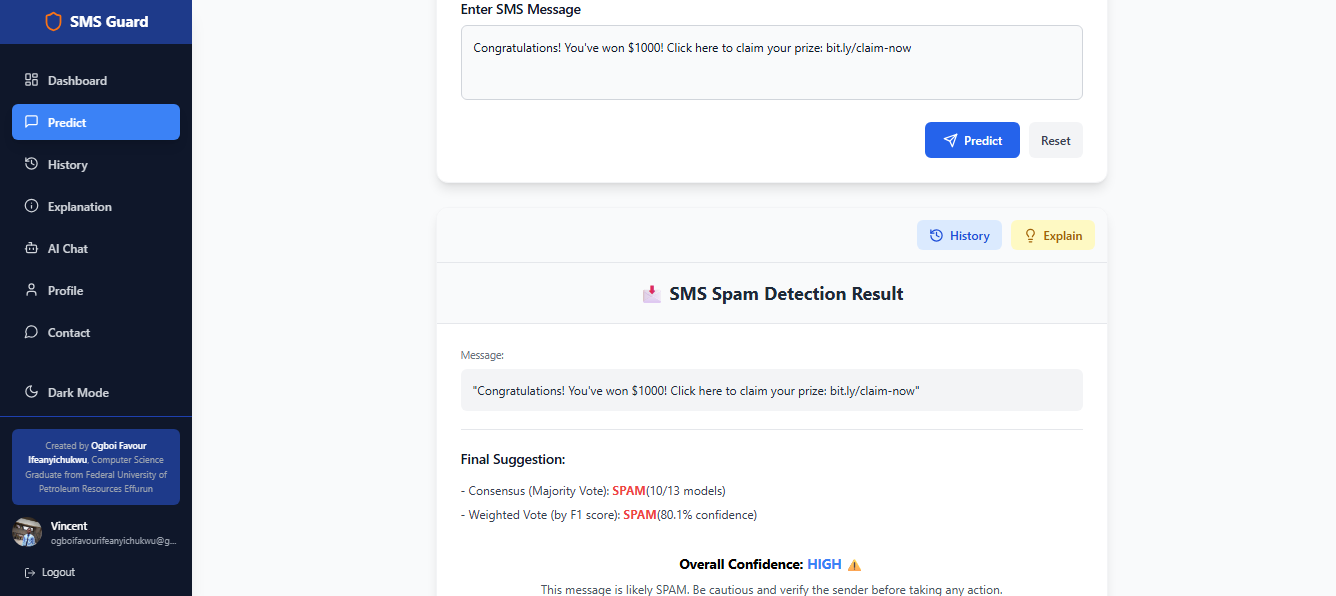 SMS Guard
Dashboard
Predict
History
Explanation
AI Chat
Profile
Contact
Dark Mode
Created by Ogboi Favour
Ifeanyichukwu, Computer Science
Graduate from Federal University of
Petroleum Resources Effurun
Vincent
ogboifavourifeanyichukwu@g...
Logout
Enter SMS Message
Congratulations! You've won $1000! Click here to claim your prize: bit.ly/claim-now
Predict
Reset
History
Explain
SMS Spam Detection Result
Message:
"Congratulations! You've won $1000! Click here to claim your prize: bit.ly/claim-now"
Final Suggestion:
- Consensus (Majority Vote): SPAM(10/13 models)
- Weighted Vote (by F1 score): SPAM(80.1% confidence)
Overall Confidence: HIGH ⚠️
This message is likely SPAM. Be cautious and verify the sender before taking any action.